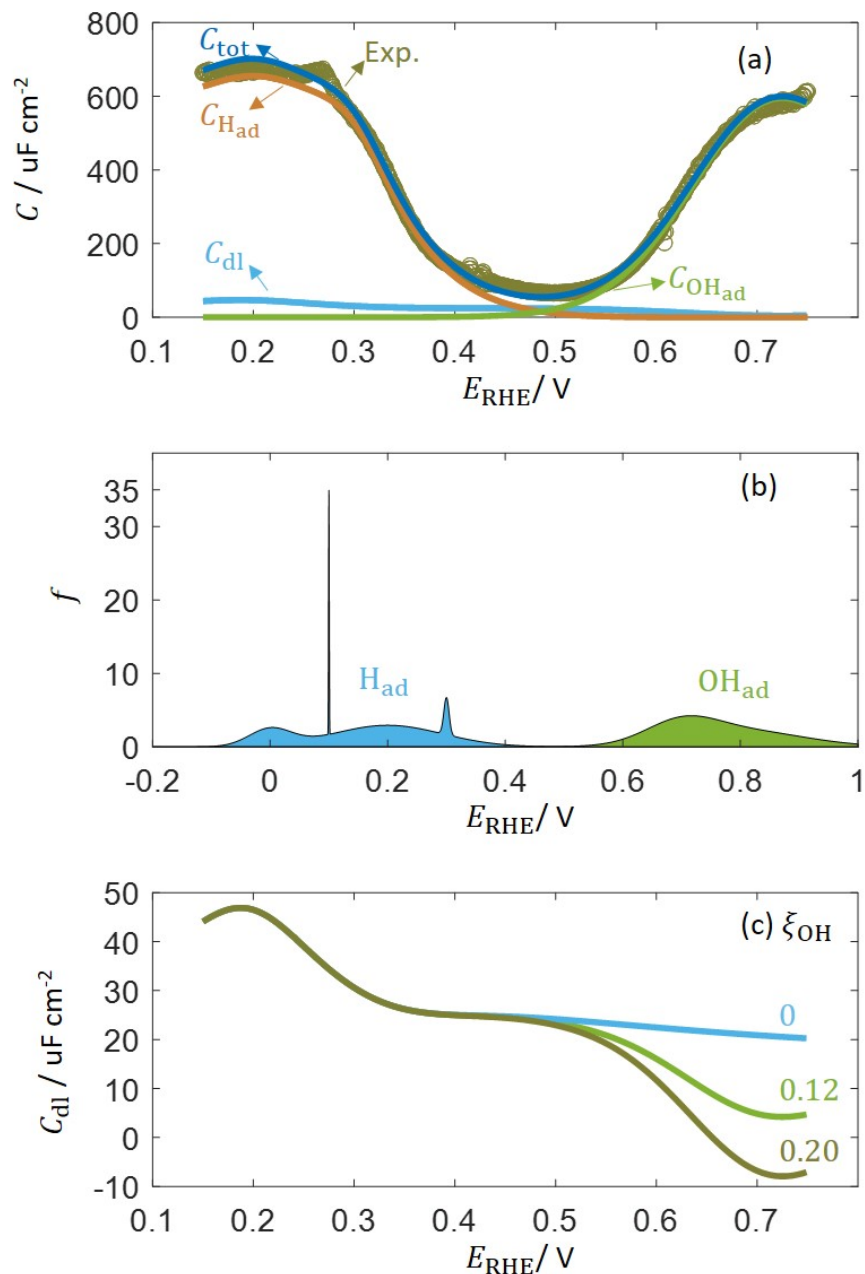 800
600
400
200
0
C / uF cm⁻²
C_tot
Exp.
(a)
C_H_ad
C_dl
C_OH_ad
0.1 0.2 0.3 0.4 0.5 0.6 0.7
E_RHE/ V
35
30
20
10
0
f
(b)
H_ad
OH_ad
-0.2 0 0.2 0.4 0.6 0.8 1
E_RHE/ V
50
40
30
20
10
0
-10
C_dl / uF cm⁻²
(c) ξ_OH
0
0.12
0.20
0.1 0.2 0.3 0.4 0.5 0.6 0.7
E_RHE/ V